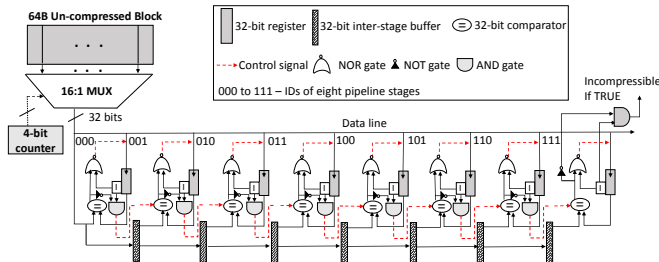 64B Un-compressed Block
. . .
. . .
16:1 MUX
32 bits
4-bit
counter
32-bit register
32-bit inter-stage buffer
= 32-bit comparator
Control signal
NOR gate
NOT gate
AND gate
000 to 111 – IDs of eight pipeline stages
Incompressible
If TRUE
Data line
000 001 010 011 100 101 110 111
I I I I I I I I
= = = = = = = =